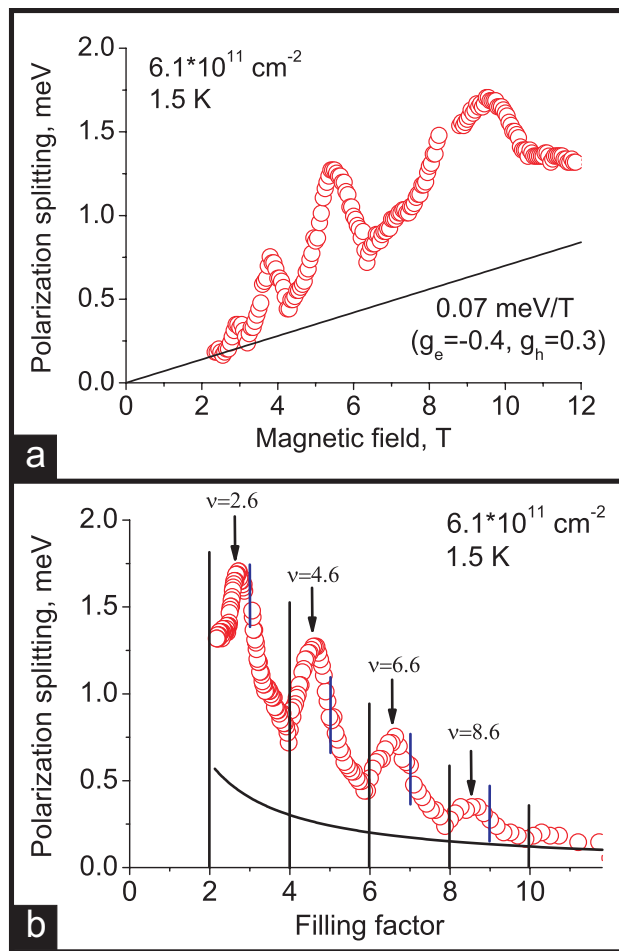 2.0
6.1*10¹¹ cm⁻²
1.5 K
1.5
1.0
0.5
0.0
Polarization splitting, meV
0.07 meV/T
(gₑ=-0.4, gₕ=0.3)
0 2 4 6 8 10 12
Magnetic field, T
a
ν=2.6
2.0
6.1*10¹¹ cm⁻²
1.5 K
ν=4.6
1.5
ν=6.6
1.0
ν=8.6
0.5
0.0
Polarization splitting, meV
0 2 4 6 8 10
Filling factor
b